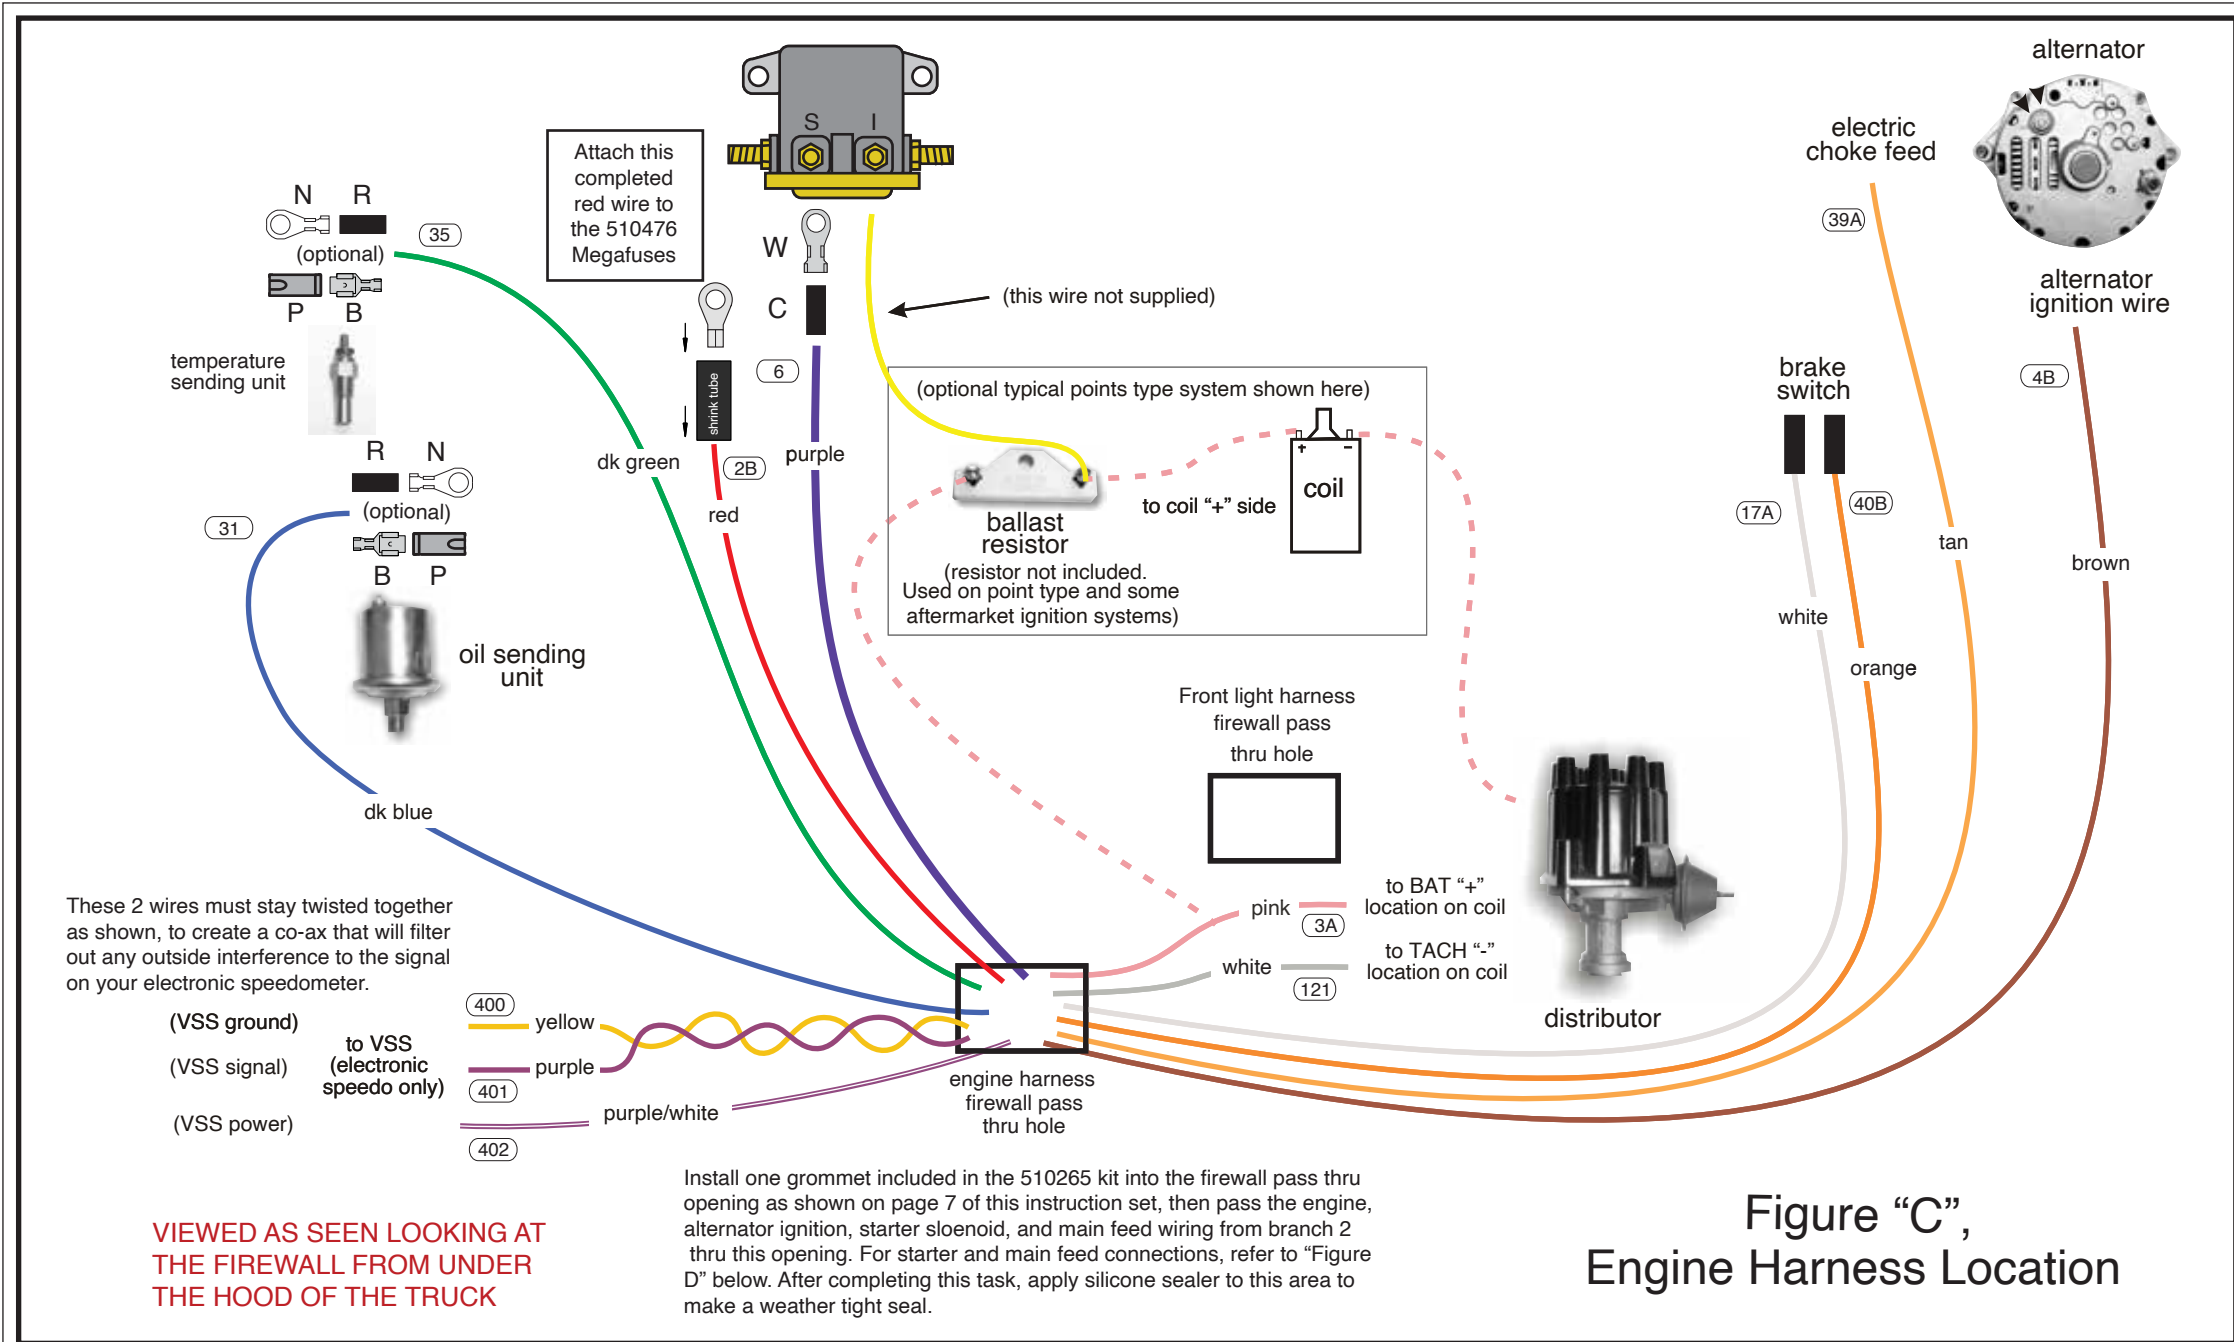 alternator
S I
electric
choke feed
Attach this
completed
red wire to
the 510476
Megafuses
N R
35
(optional)
39A
W
P B
alternator
ignition wire
C
(this wire not supplied)
temperature
sending unit
6
brake
switch
4B
shrink tube
(optional typical points type system shown here)
+ −
R N
dk green
2B
purple
coil
(optional)
31
red
to coil “+” side
17A
40B
ballast
resistor
tan
B P
(resistor not included.
Used on point type and some
aftermarket ignition systems)
brown
white
oil sending
unit
orange
Front light harness
firewall pass
thru hole
dk blue
These 2 wires must stay twisted together
as shown, to create a co-ax that will filter
out any outside interference to the signal
on your electronic speedometer.
pink
3A
to BAT “+”
location on coil
white
121
to TACH “-”
location on coil
distributor
400
(VSS ground)
yellow
to VSS
(electronic
speedo only)
(VSS signal)
purple
401
(VSS power)
purple/white
402
engine harness
firewall pass
thru hole
Install one grommet included in the 510265 kit into the firewall pass thru
opening as shown on page 7 of this instruction set, then pass the engine,
alternator ignition, starter sloenoid, and main feed wiring from branch 2
thru this opening. For starter and main feed connections, refer to “Figure
D” below. After completing this task, apply silicone sealer to this area to
make a weather tight seal.
VIEWED AS SEEN LOOKING AT
THE FIREWALL FROM UNDER
THE HOOD OF THE TRUCK
Figure “C”,
Engine Harness Location